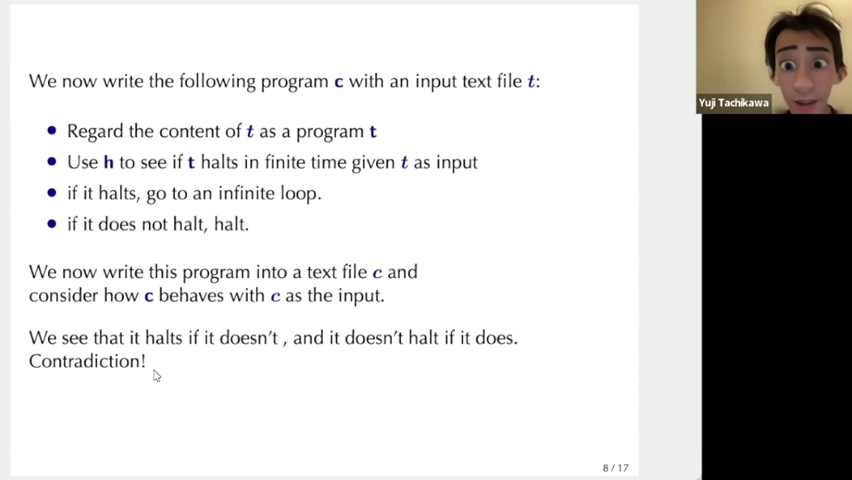 We now write the following program c with an input text file t:
• Regard the content of t as a program t
• Use h to see if t halts in finite time given t as input
• if it halts, go to an infinite loop.
• if it does not halt, halt.
We now write this program into a text file c and
consider how c behaves with c as the input.
We see that it halts if it doesn't , and it doesn't halt if it does.
Contradiction!
8 / 17
Yuji Tachikawa